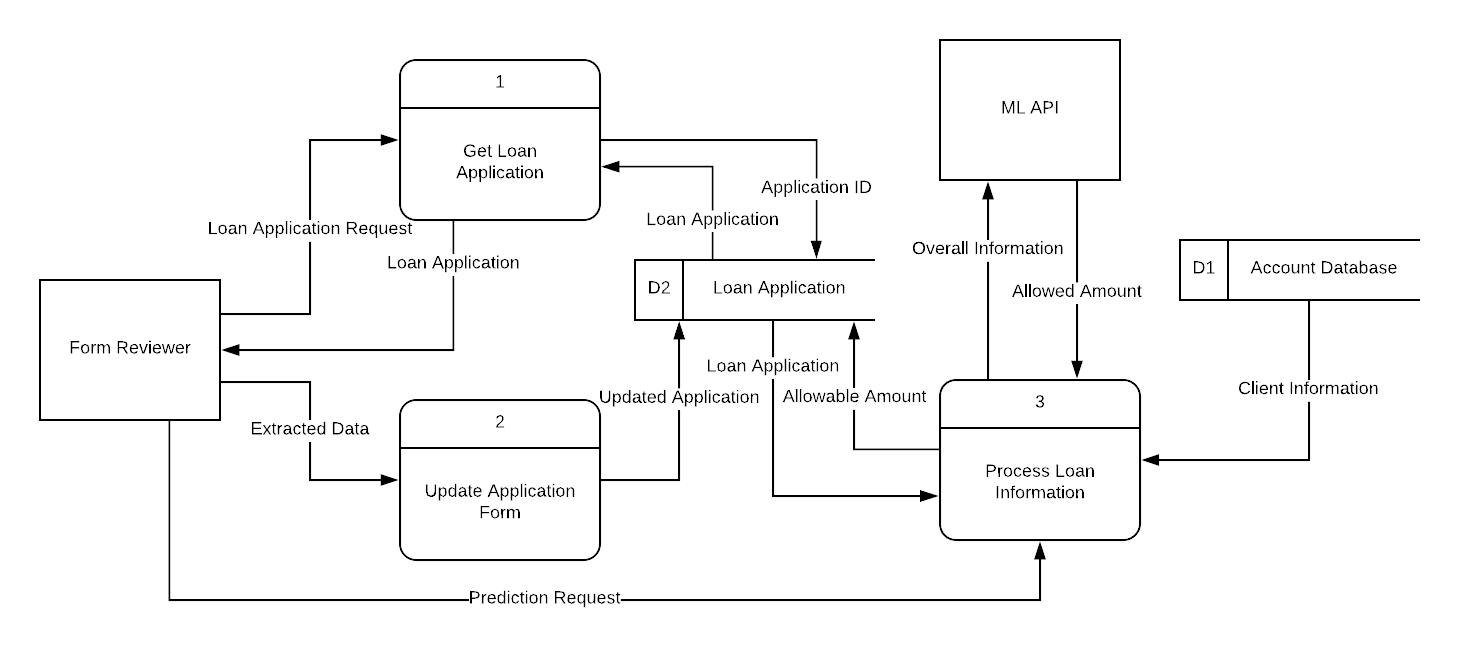 1
ML API
Get Loan
Application
Application ID
Loan Application
Loan Application Request
Overall Information
Loan Application
D1
Account Database
D2
Loan Application
Allowed Amount
Form Reviewer
Loan Application
Client Information
Updated Application
Allowable Amount
3
2
Extracted Data
Process Loan
Information
Update Application
Form
Prediction Request